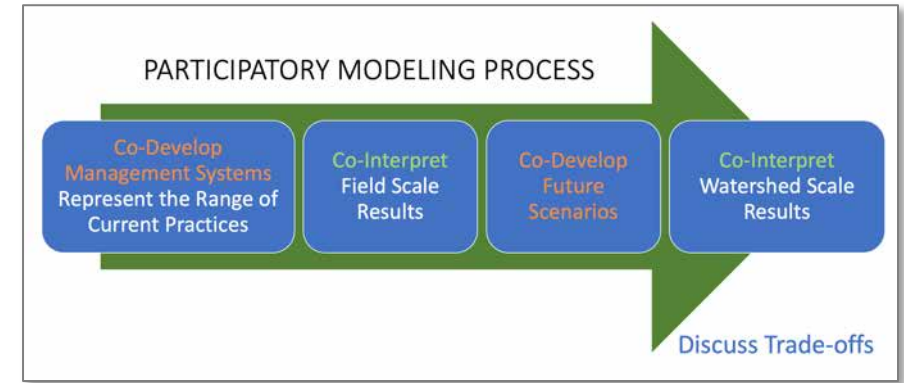 PARTICIPATORY MODELING PROCESS
Co-Develop
Management Systems
Represent the Range of
Current Practices
Co-Interpret
Field Scale
Results
Co-Develop
Future
Scenarios
Co-Interpret
Watershed Scale
Results
Discuss Trade-offs